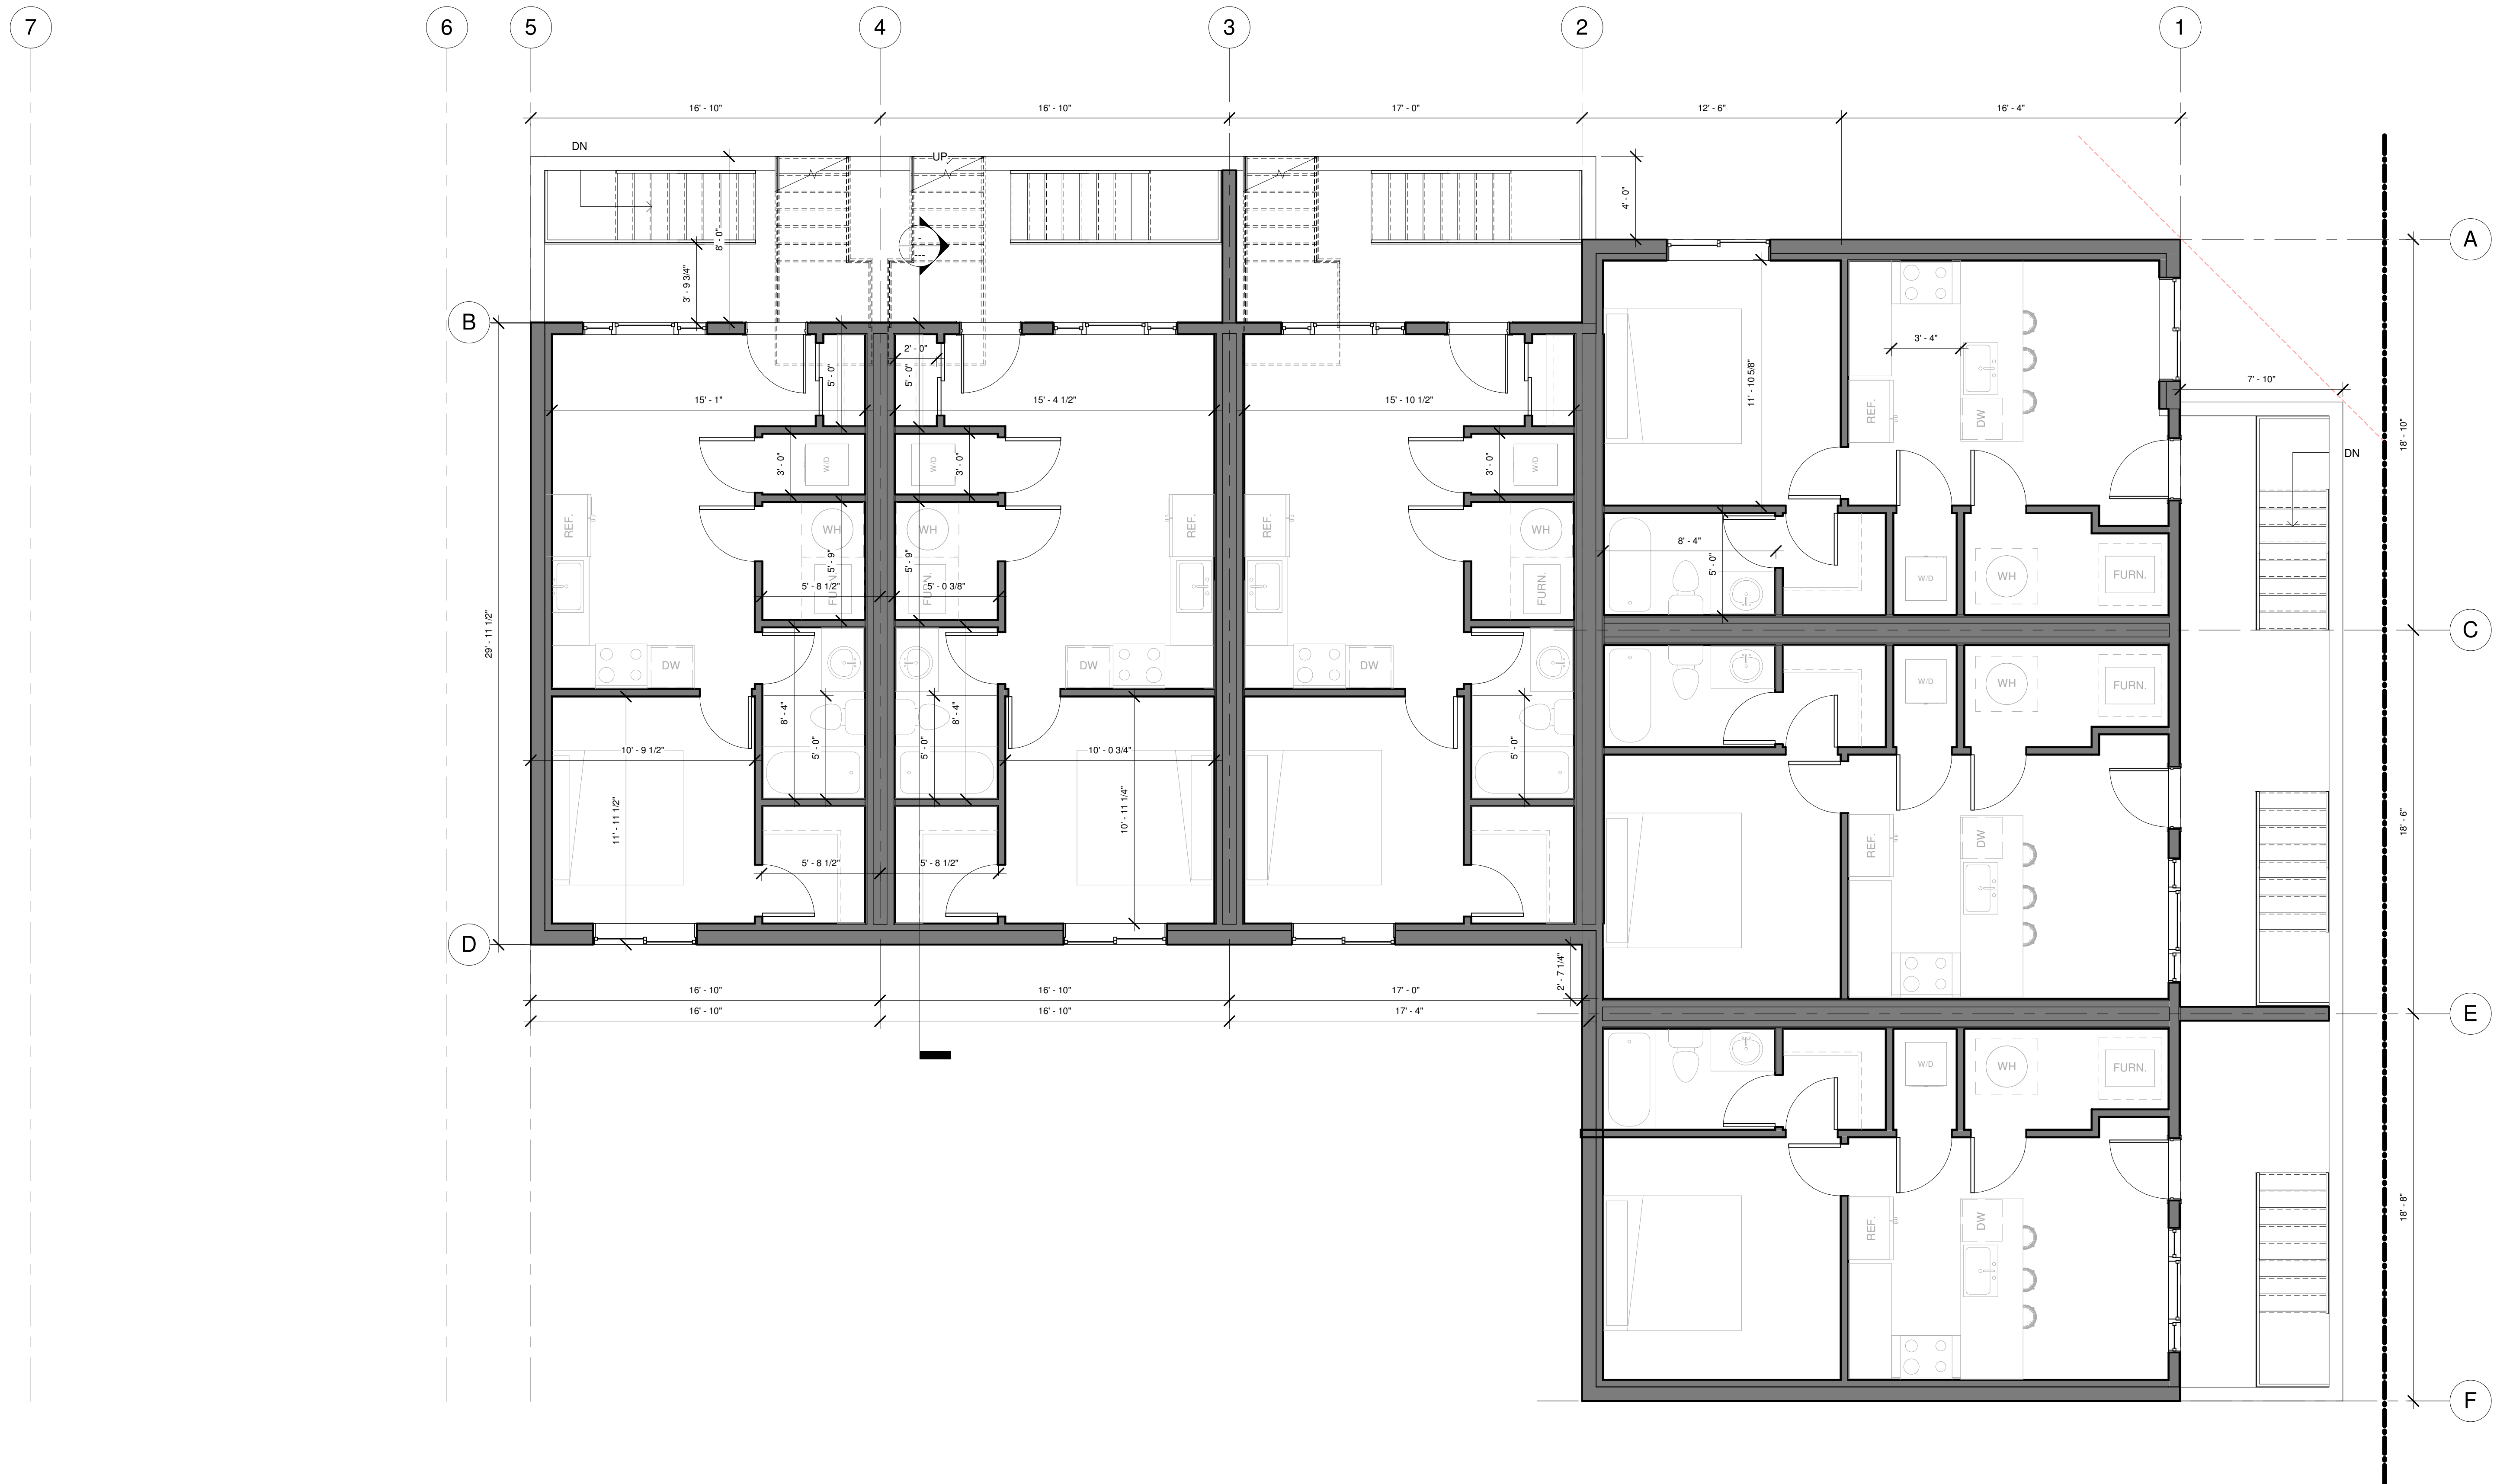 7
6
5
4
3
2
1
16' - 10"
16' - 10"
17' - 0"
12' - 6"
16' - 4"
DN
UP
4' - 0"
8' - 0"
3' - 9 3/4"
A
B
2' - 0"
5' - 0"
5' - 0"
11' - 10 5/8"
3' - 4"
7' - 10"
15' - 1"
15' - 4 1/2"
15' - 10 1/2"
REF.
DW
18' - 10"
DN
3' - 0"
W/D
W/D
3' - 0"
3' - 0"
W/D
REF.
WH
WH
REF.
REF.
WH
5' - 9"
5' - 9"
8' - 4"
5' - 0"
5' - 8 1/2"
FURN.
FURN.
5' - 0 3/8"
FURN.
W/D
WH
FURN.
29' - 11 1/2"
C
DW
DW
DW
W/D
WH
FURN.
8' - 4"
5' - 0"
8' - 4"
5' - 0"
5' - 0"
10' - 9 1/2"
10' - 0 3/4"
11' - 11 1/2"
10' - 11 1/4"
REF.
DW
18' - 6"
5' - 8 1/2"
5' - 8 1/2"
D
2' - 7 1/4"
16' - 10"
16' - 10"
17' - 0"
16' - 10"
16' - 10"
17' - 4"
E
W/D
WH
FURN.
REF.
DW
18' - 8"
F